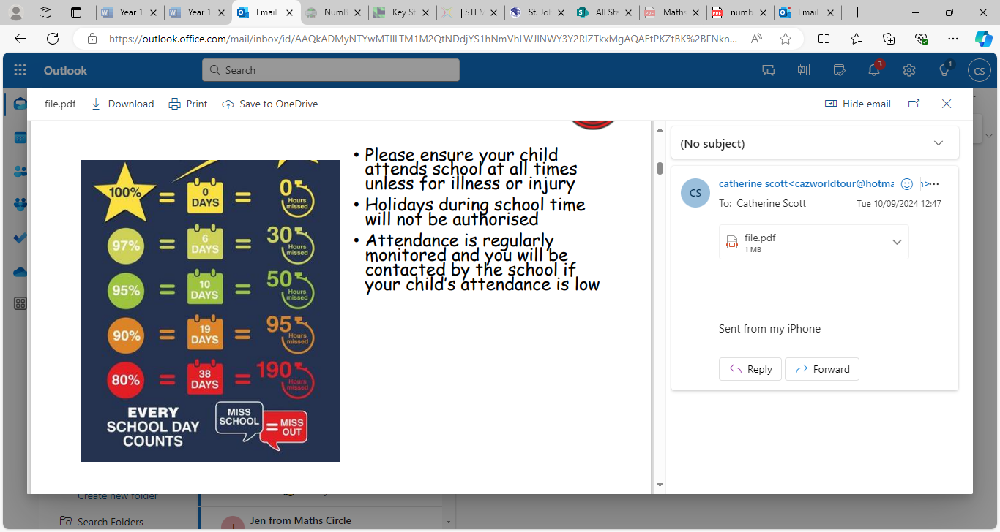 Year 1
Year 1
Email
NumB
Key St
| STEM
St. Jol
All Sta
Maths
numb
Email
https://outlook.office.com/mail/inbox/id/AAQkADMyNTYwMTIlLTM1M2QtNDdjYS1hNmVhLWJlNWY3Y2RlZTkxMgAQAEtPKZtBK%2BFNkn...
Outlook
Search
3
1
CS
file.pdf
Download
Print
Save to OneDrive
Hide email
100% = 0 DAYS = 0 Hours missed
97% = 6 DAYS = 30 Hours missed
95% = 10 DAYS = 50 Hours missed
90% = 19 DAYS = 95 Hours missed
80% = 38 DAYS = 190 Hours missed
EVERY
SCHOOL DAY
COUNTS
MISS
SCHOOL
= MISS
OUT
• Please ensure your child
attends school at all times
unless for illness or injury
• Holidays during school time
will not be authorised
• Attendance is regularly
monitored and you will be
contacted by the school if
your child's attendance is low
(No subject)
CS
catherine scott<cazworldtour@hotma
To: Catherine Scott
Tue 10/09/2024 12:47
file.pdf
1 MB
Sent from my iPhone
Reply
Forward
Create new folder
Search Folders
Jen from Maths Circle